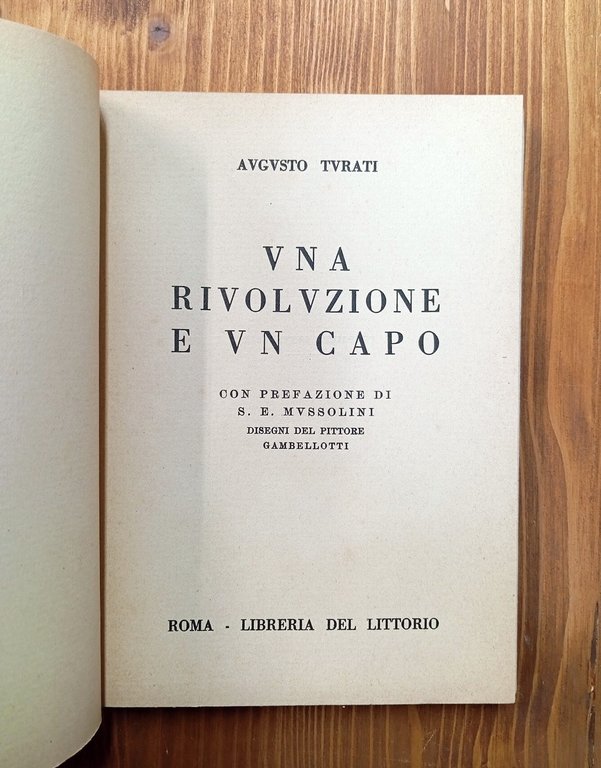 AVGVSTO TVRATI
VNA
RIVOLVZIONE
E VN CAPO
CON PREFAZIONE DI
S. E. MVSSOLINI
DISEGNI DEL PITTORE
GAMBELLOTTI
ROMA - LIBRERIA DEL LITTORIO